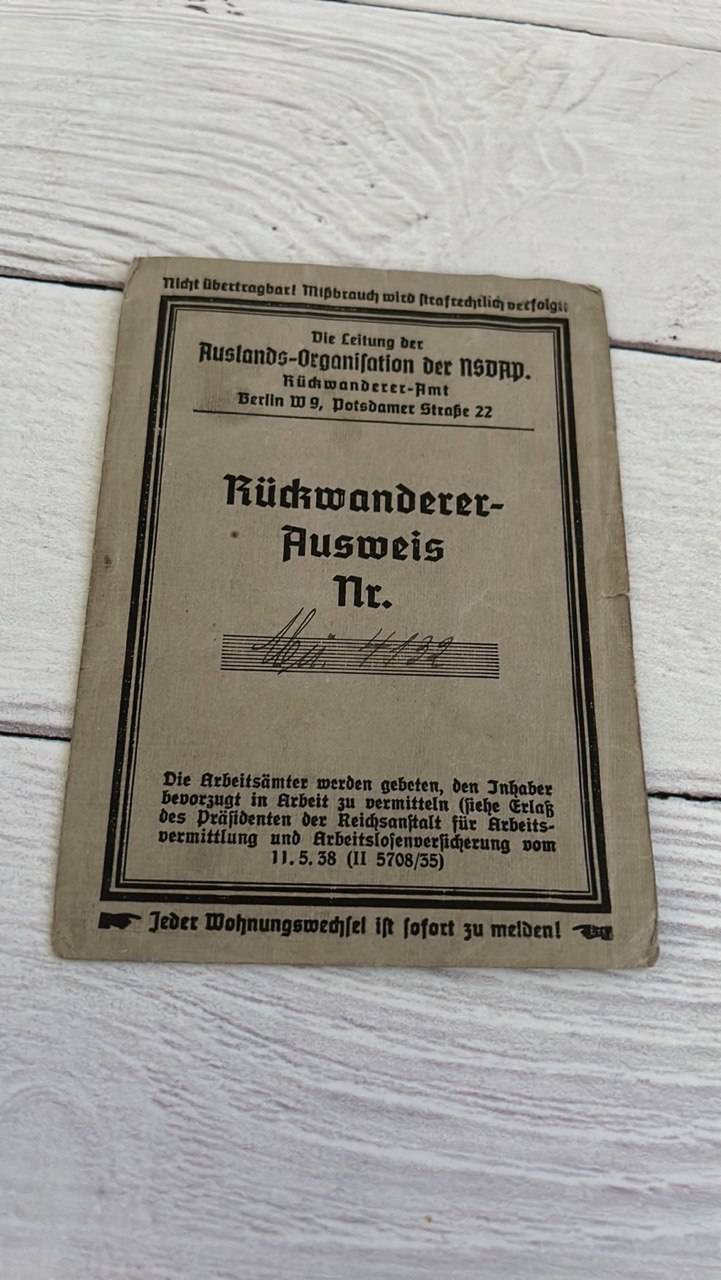 Nicht übertragbar! Mißbrauch wird strafrechtlich verfolgt!
Die Leitung der
Auslands-Organisation der NSDAP.
Rückwanderer-Amt
Berlin W 9, Potsdamer Straße 22
Rückwanderer-
Ausweis
Nr.
Mü. 4132
Die Arbeitsämter werden gebeten, den Inhaber
bevorzugt in Arbeit zu vermitteln (siehe Erlaß
des Präsidenten der Reichsanstalt für Arbeits-
vermittlung und Arbeitslosenversicherung vom
11. 5. 38 (II 5708/35)
Jeder Wohnungswechsel ist sofort zu melden!